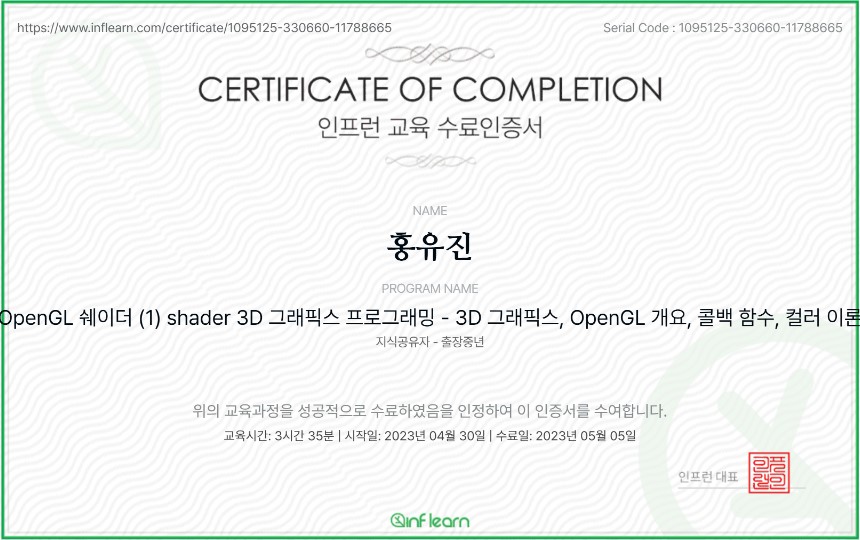 https://www.inflearn.com/certificate/1095125-330660-11788665
Serial Code : 1095125-330660-11788665
CERTIFICATE OF COMPLETION
인프런 교육 수료인증서
NAME
홍유진
PROGRAM NAME
OpenGL 쉐이더 (1) shader 3D 그래픽스 프로그래밍 - 3D 그래픽스, OpenGL 개요, 콜백 함수, 컬러 이론
지식공유자 - 출장중년
위의 교육과정을 성공적으로 수료하였음을 인정하여 이 인증서를 수여합니다.
교육시간: 3시간 35분 | 시작일: 2023년 04월 30일 | 수료일: 2023년 05월 05일
인프런 대표
inflearn